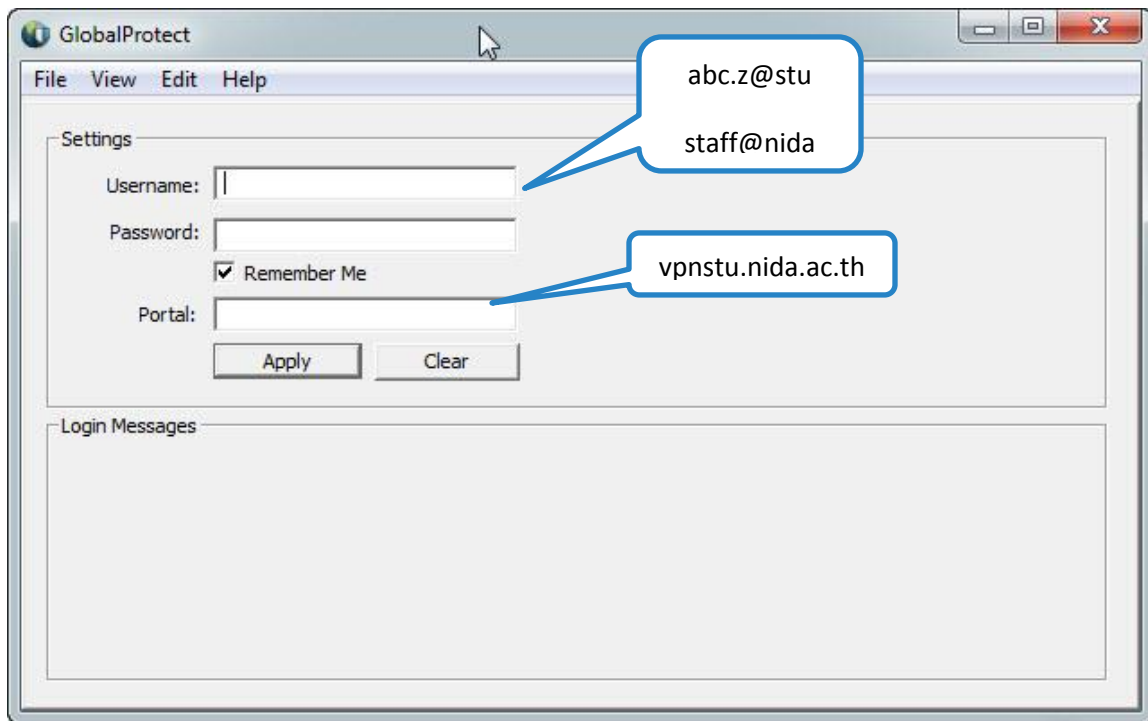 GlobalProtect
File View Edit Help
abc.z@stu
staff@nida
Settings
Username:
Password:
Remember Me
vpnstu.nida.ac.th
Portal:
Apply Clear
Login Messages